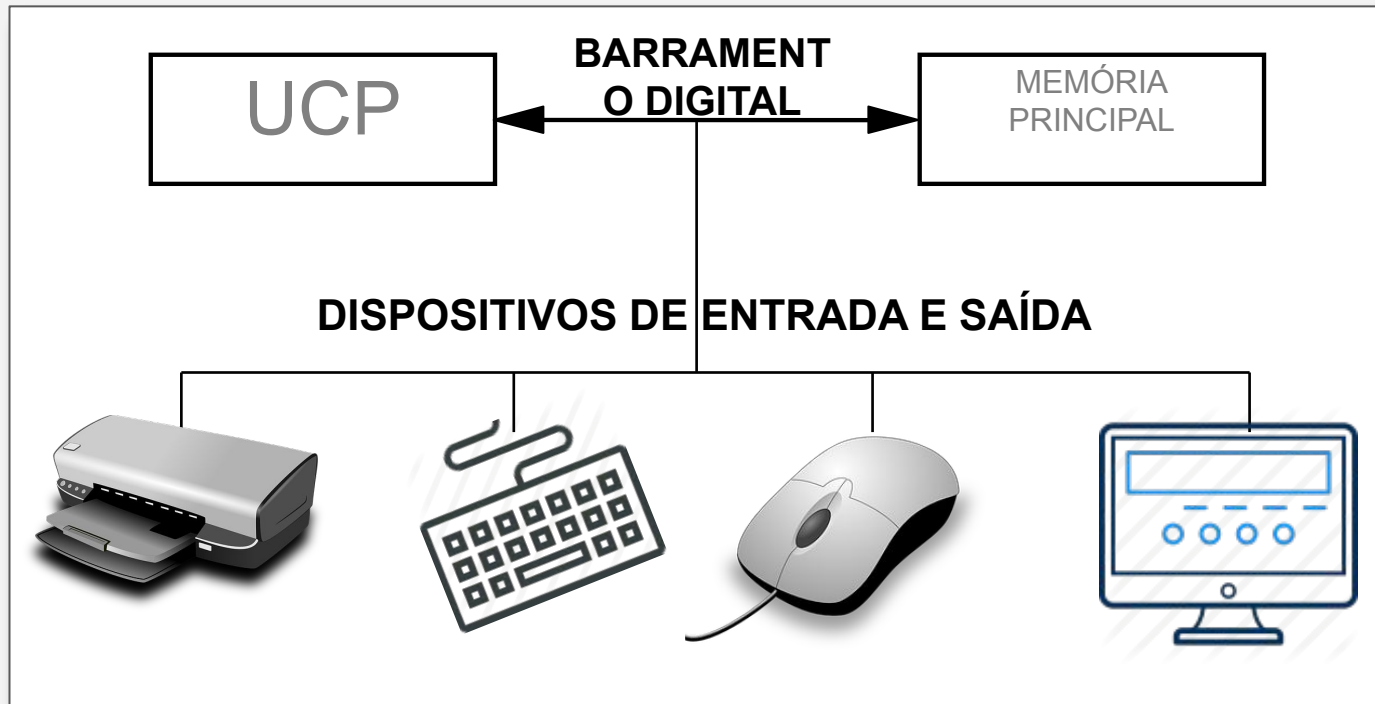 UCP
BARRAMENT
O DIGITAL
MEMÓRIA
PRINCIPAL
DISPOSITIVOS DE ENTRADA E SAÍDA